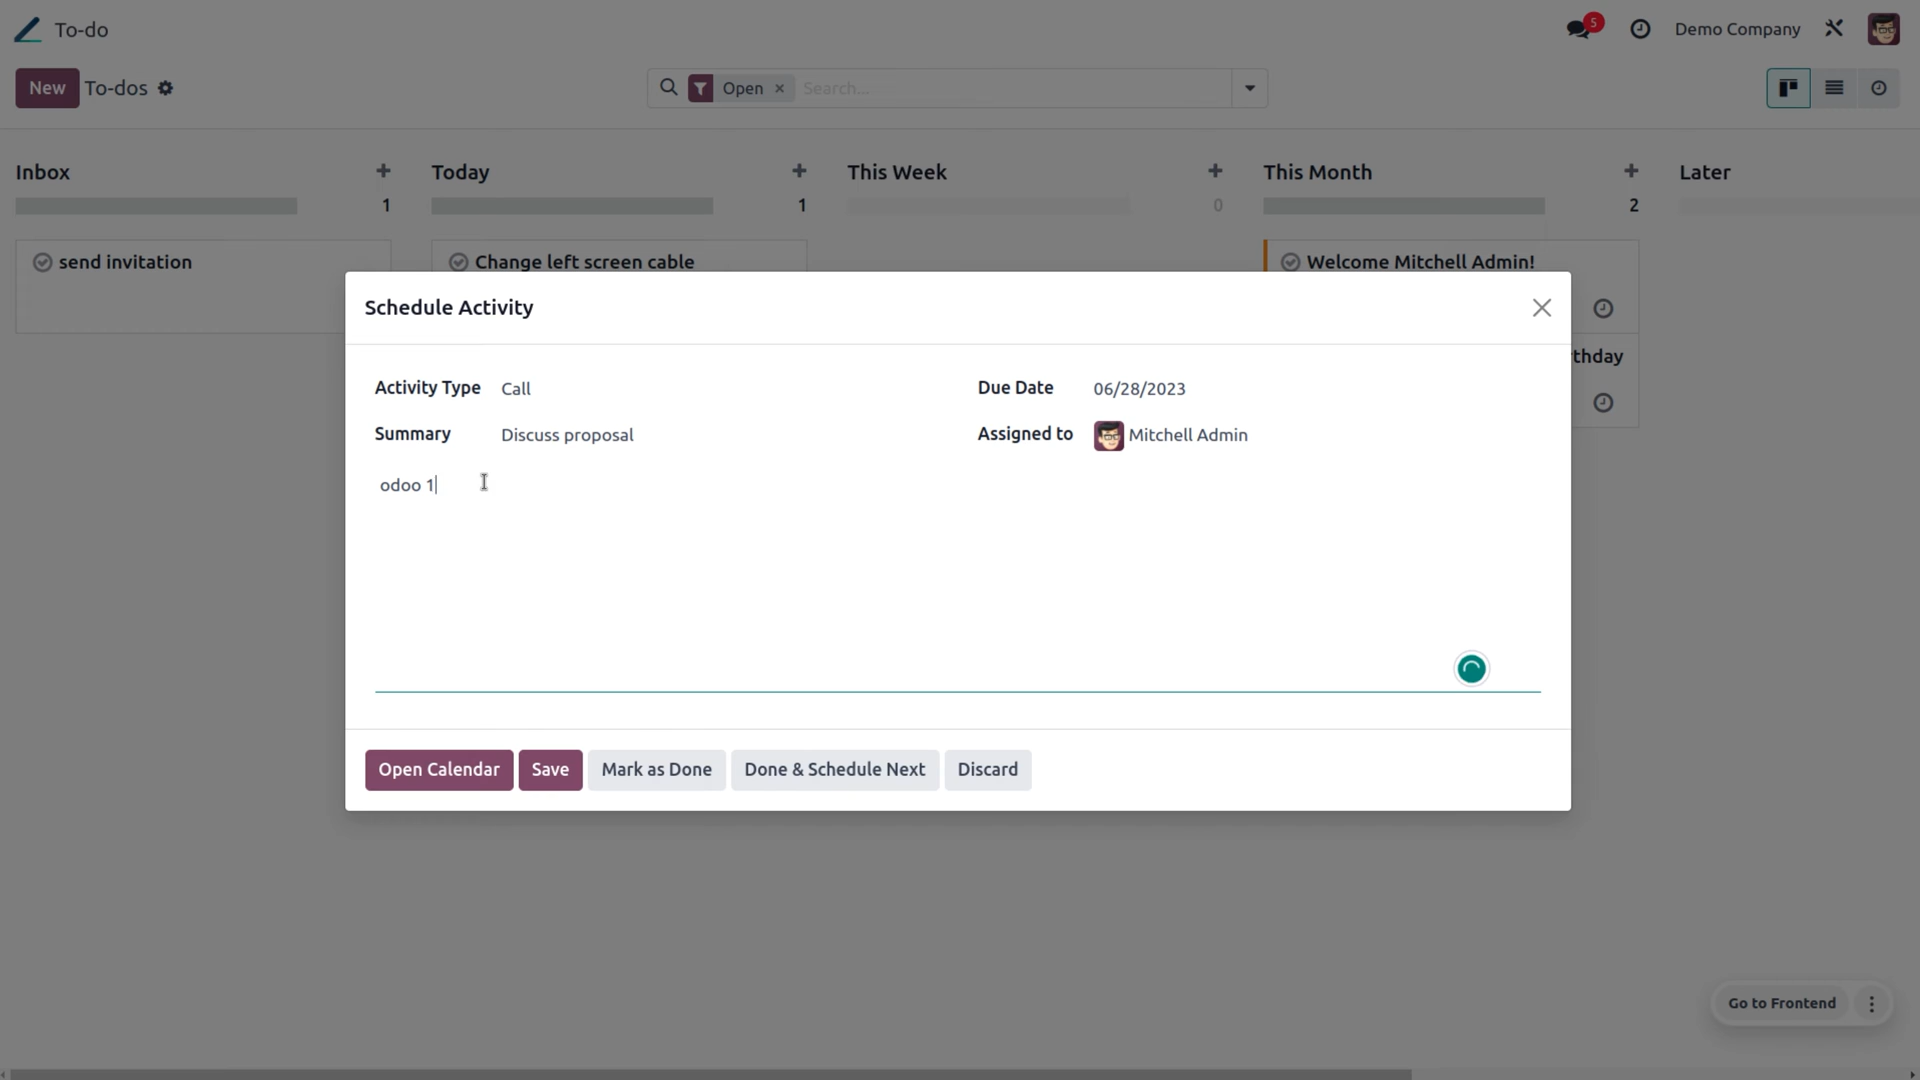 To-do
5
Demo Company
New
To-dos
Open
Search...
Inbox
Today
This Week
This Month
Later
1
1
0
2
send invitation
Change left screen cable
Welcome Mitchell Admin!
thday
Schedule Activity
Activity Type Call
Due Date 06/28/2023
Summary Discuss proposal
Assigned to Mitchell Admin
odoo 1
Open Calendar
Save
Mark as Done
Done & Schedule Next
Discard
Go to Frontend